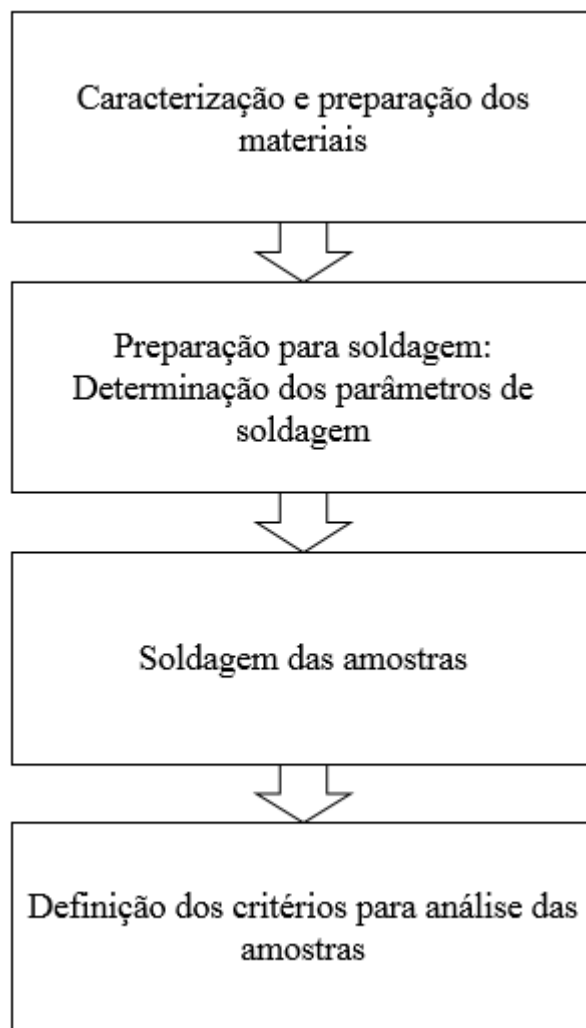 Caracterização e preparação dos
materiais
Preparação para soldagem:
Determinação dos parâmetros de
soldagem
Soldagem das amostras
Definição dos critérios para análise das
amostras